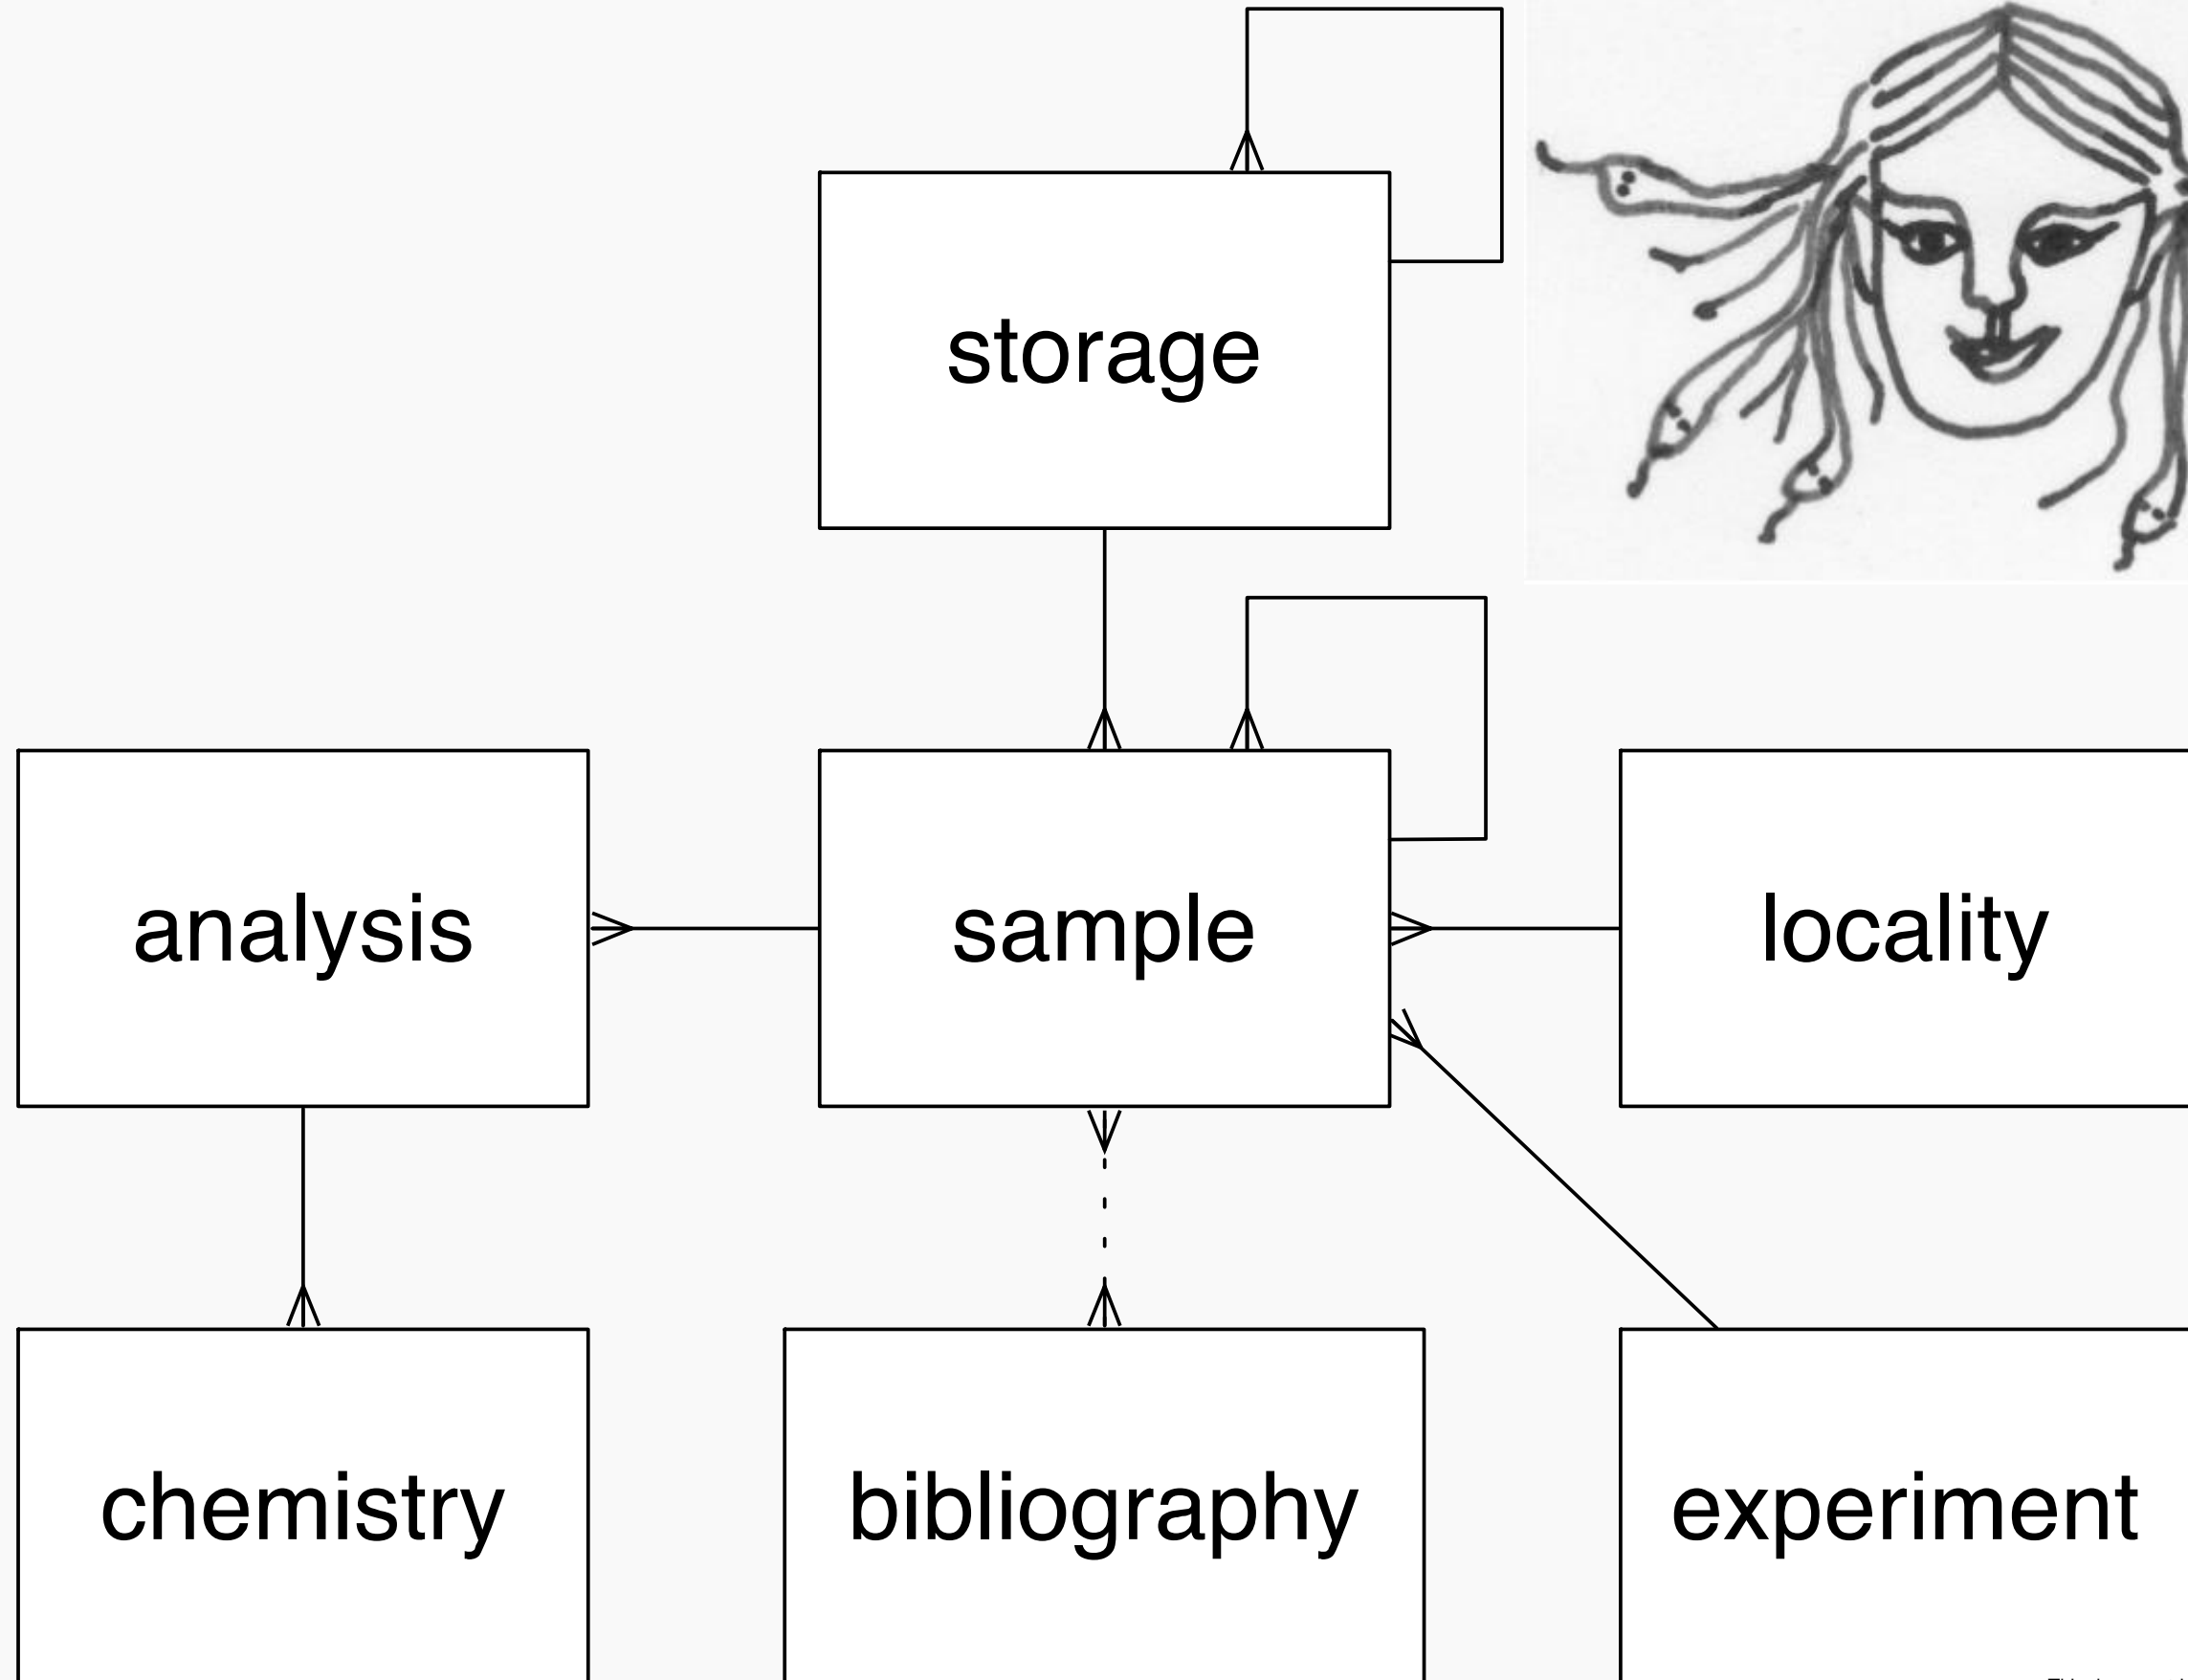 storage
analysis
sample
locality
chemistry
bibliography
experiment